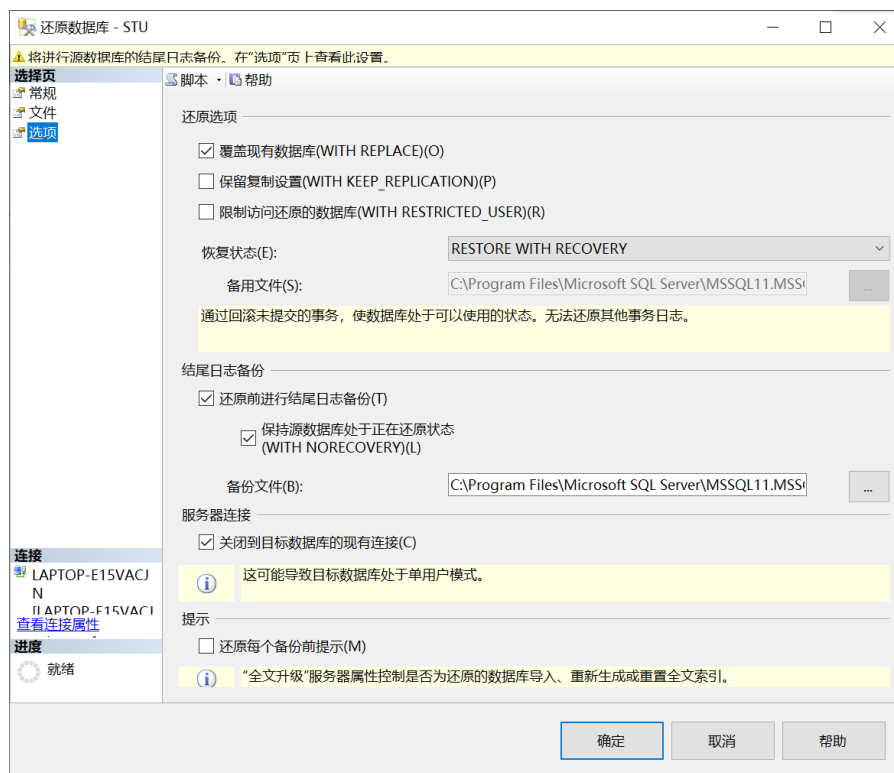 还原数据库 - STU
将进行源数据库的结尾日志备份。在“选项”页上查看此设置。
选择页
常规
文件
选项
脚本
帮助
还原选项
覆盖现有数据库(WITH REPLACE)(O)
保留复制设置(WITH KEEP_REPLICATION)(P)
限制访问还原的数据库(WITH RESTRICTED_USER)(R)
恢复状态(E):
RESTORE WITH RECOVERY
备用文件(S):
C:\Program Files\Microsoft SQL Server\MSSQL11.MSS
...
通过回滚未提交的事务，使数据库处于可以使用的状态。无法还原其他事务日志。
结尾日志备份
还原前进行结尾日志备份(T)
保持源数据库处于正在还原状态
(WITH NORECOVERY)(L)
备份文件(B):
C:\Program Files\Microsoft SQL Server\MSSQL11.MSS
...
服务器连接
关闭到目标数据库的现有连接(C)
这可能导致目标数据库处于单用户模式。
提示
还原每个备份前提示(M)
“全文升级”服务器属性控制是否为还原的数据库导入、重新生成或重置全文索引。
连接
LAPTOP-E15VACJ
N
[LAPTOP-E15VACJ
查看连接属性
进度
就绪
确定
取消
帮助